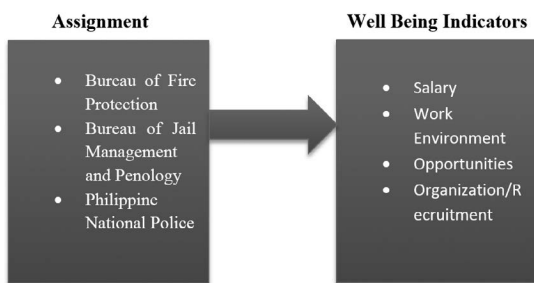 Assignment
Bureau of Fire
Protection
Bureau of Jail
Management
and Penology
Philippine
National Police
Well Being Indicators
Salary
Work
Environment
Opportunities
Organization/R
ecruitment